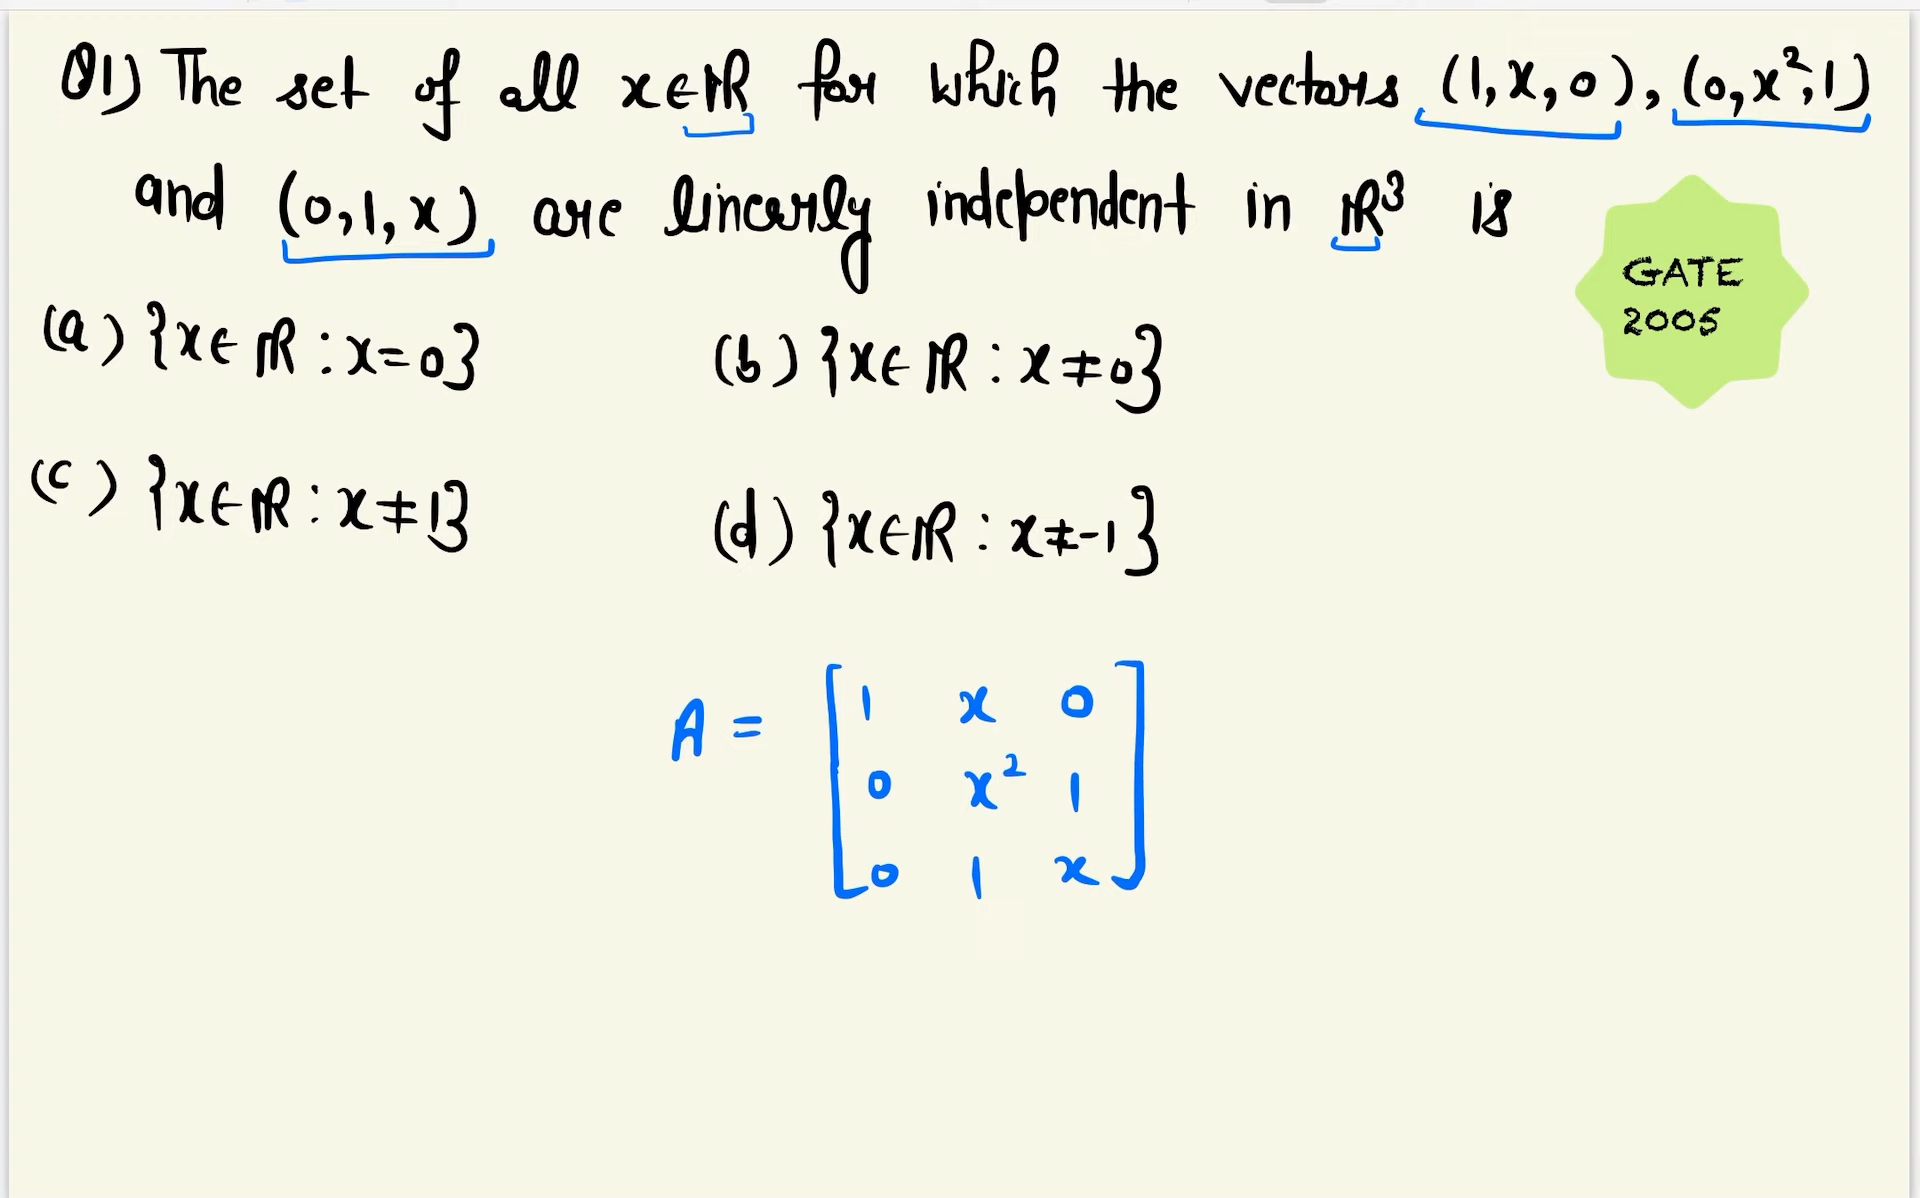 Q1) The set of all x∈ℝ for which the vectors (1,x,0), (0,x²,1)
and (0,1,x) are linearly independent in ℝ³ is
GATE
2005
(a) {x∈ℝ : x=0}
(b) {x∈ℝ : x≠0}
(c) {x∈ℝ : x≠1}
(d) {x∈ℝ : x≠-1}
A = [1 x 0
0 x² 1
0 1 x]